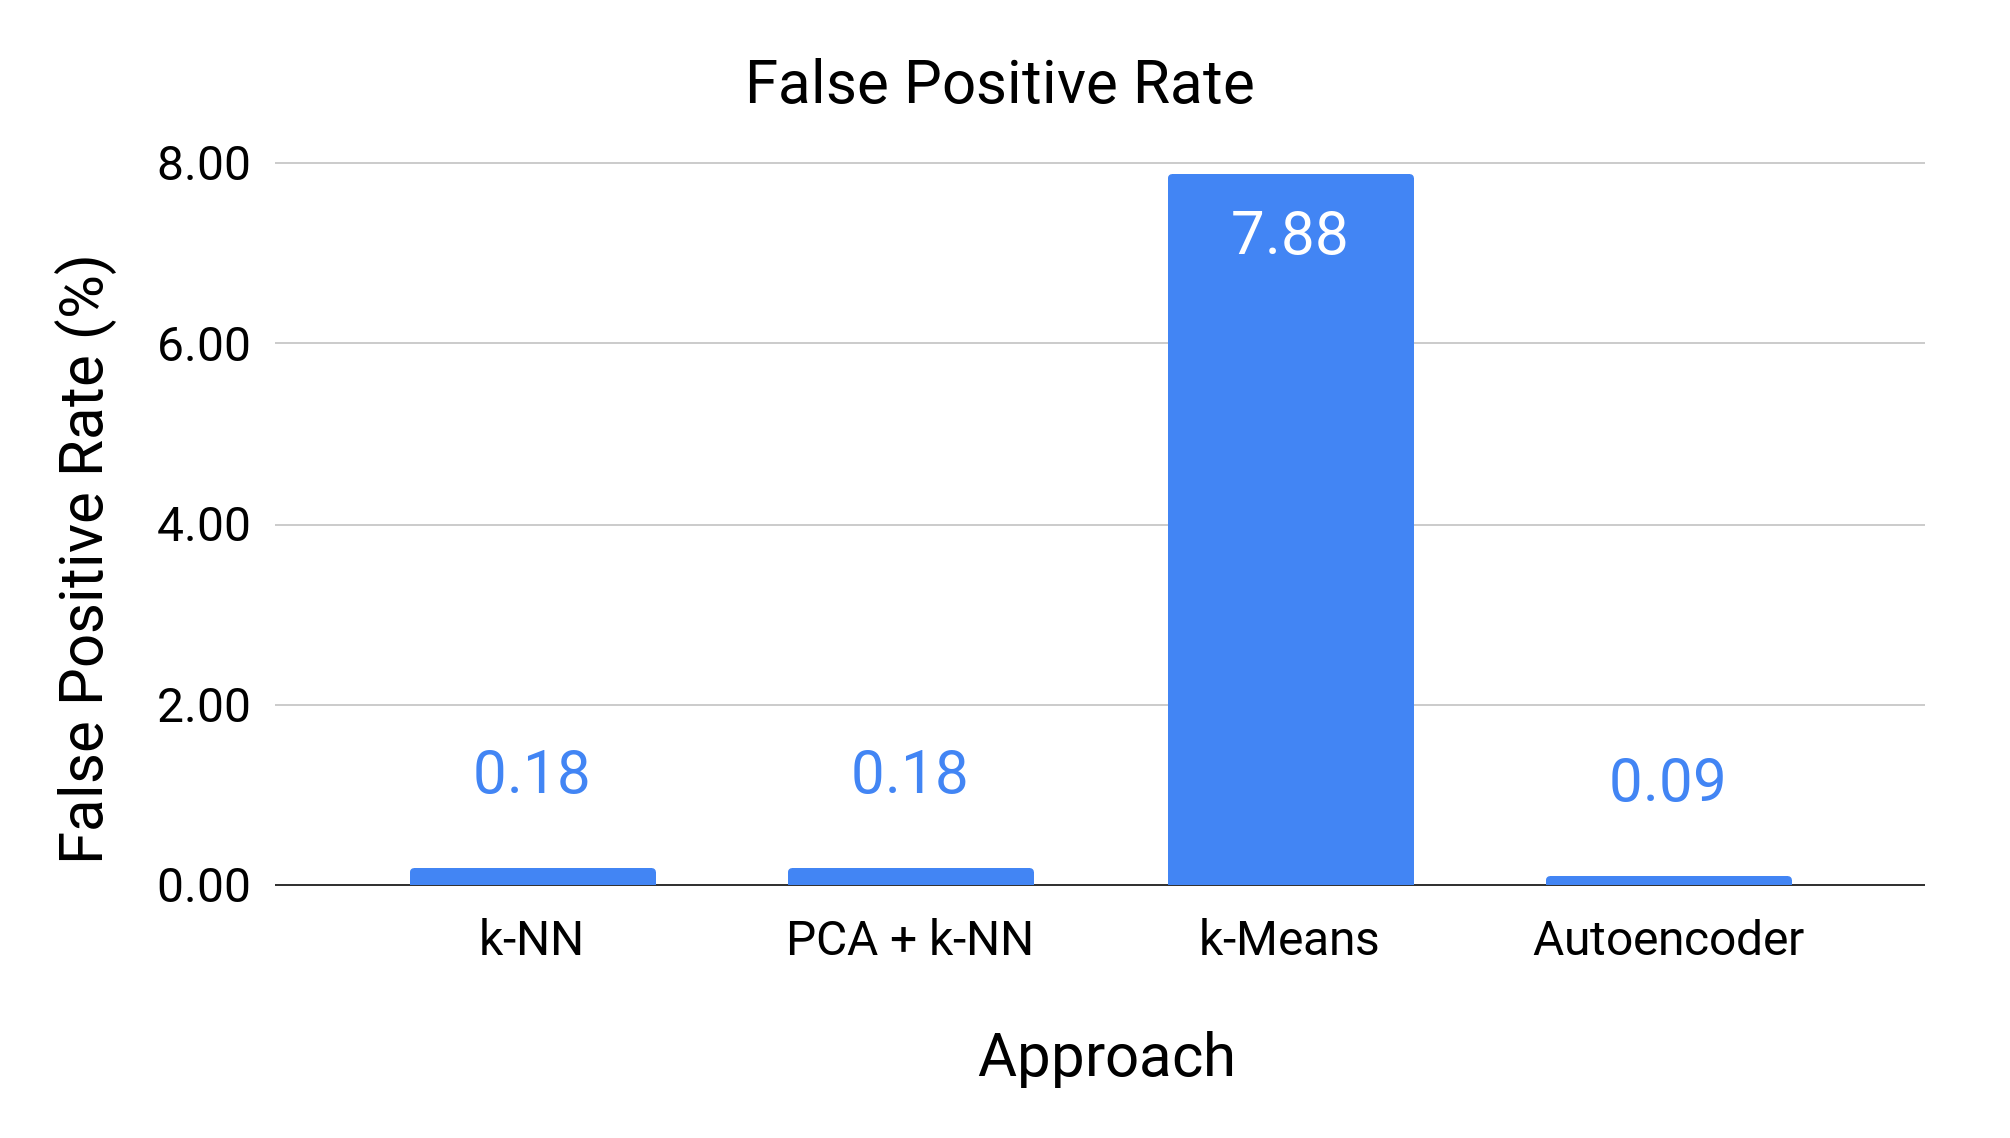 False Positive Rate
False Positive Rate (%)
8.00
6.00
4.00
2.00
0.00
0.18
0.18
7.88
0.09
k-NN
PCA + k-NN
k-Means
Autoencoder
Approach